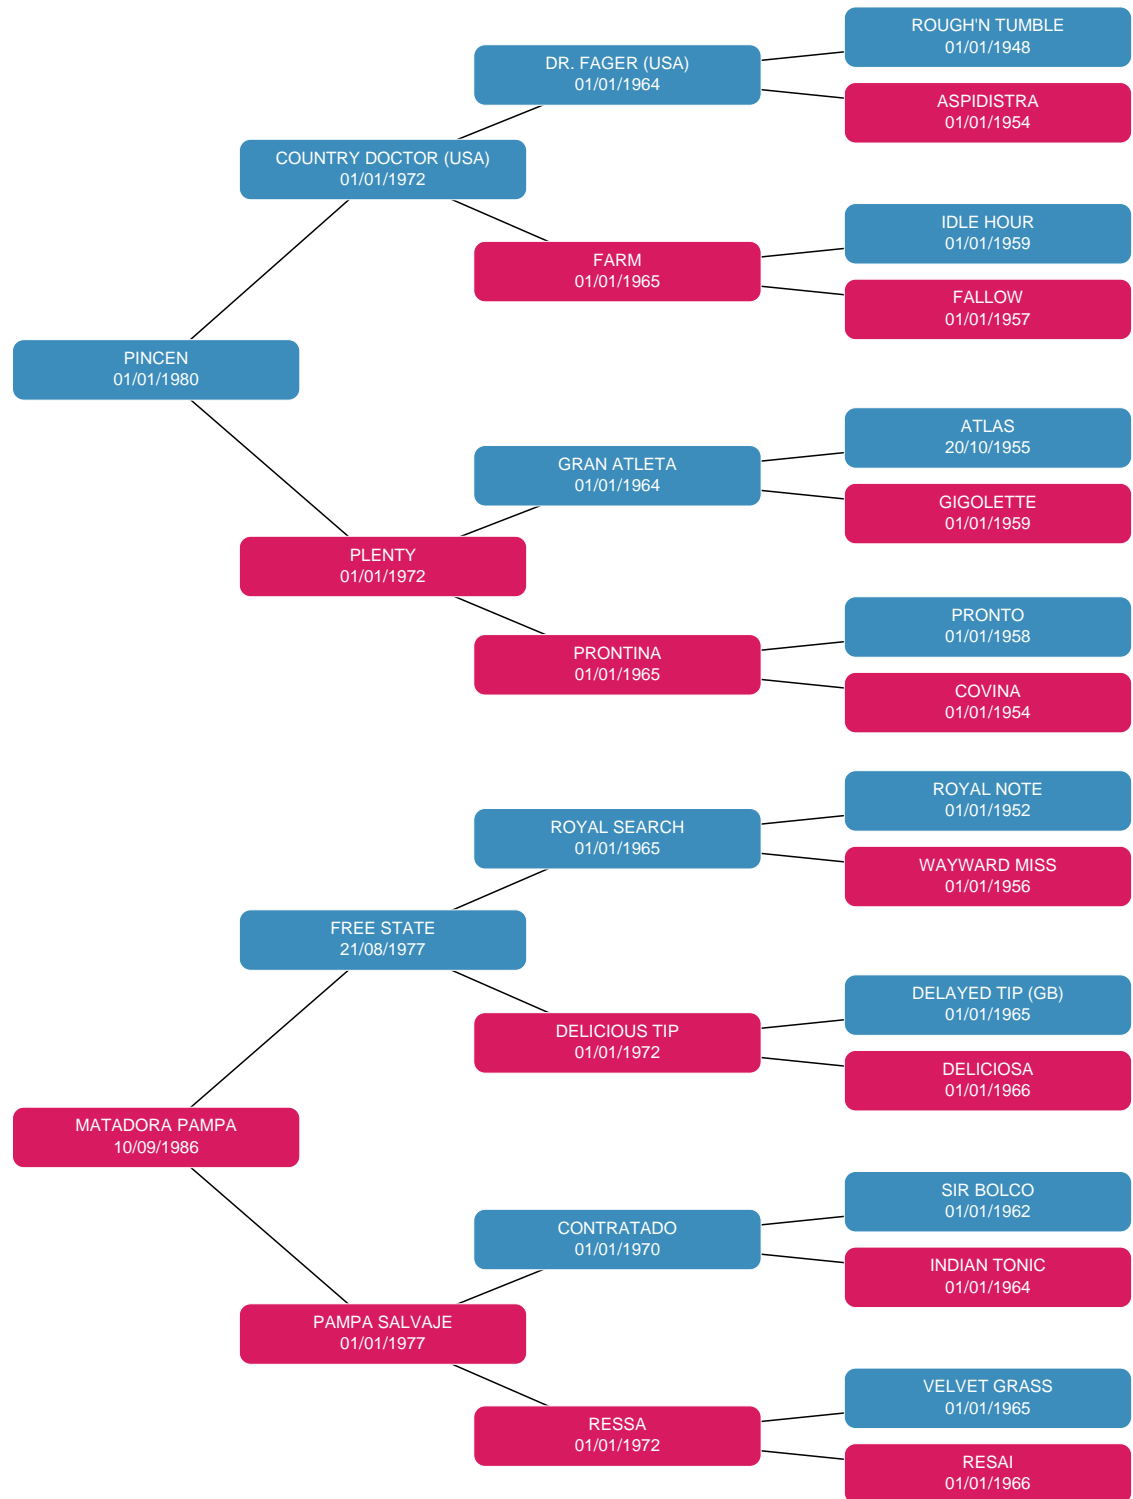 ROUGH'N TUMBLE
01/01/1948
DR. FAGER (USA)
01/01/1964
ASPIDISTRA
01/01/1954
COUNTRY DOCTOR (USA)
01/01/1972
IDLE HOUR
01/01/1959
FARM
01/01/1965
FALLOW
01/01/1957
PINCEN
01/01/1980
ATLAS
20/10/1955
GRAN ATLETA
01/01/1964
GIGOLETTE
01/01/1959
PLENTY
01/01/1972
PRONTO
01/01/1958
PRONTINA
01/01/1965
COVINA
01/01/1954
ROYAL NOTE
01/01/1952
ROYAL SEARCH
01/01/1965
WAYWARD MISS
01/01/1956
FREE STATE
21/08/1977
DELAYED TIP (GB)
01/01/1965
DELICIOUS TIP
01/01/1972
DELICIOSA
01/01/1966
MATADORA PAMPA
10/09/1986
SIR BOLCO
01/01/1962
CONTRATADO
01/01/1970
INDIAN TONIC
01/01/1964
PAMPA SALVAJE
01/01/1977
VELVET GRASS
01/01/1965
RESSA
01/01/1972
RESAI
01/01/1966